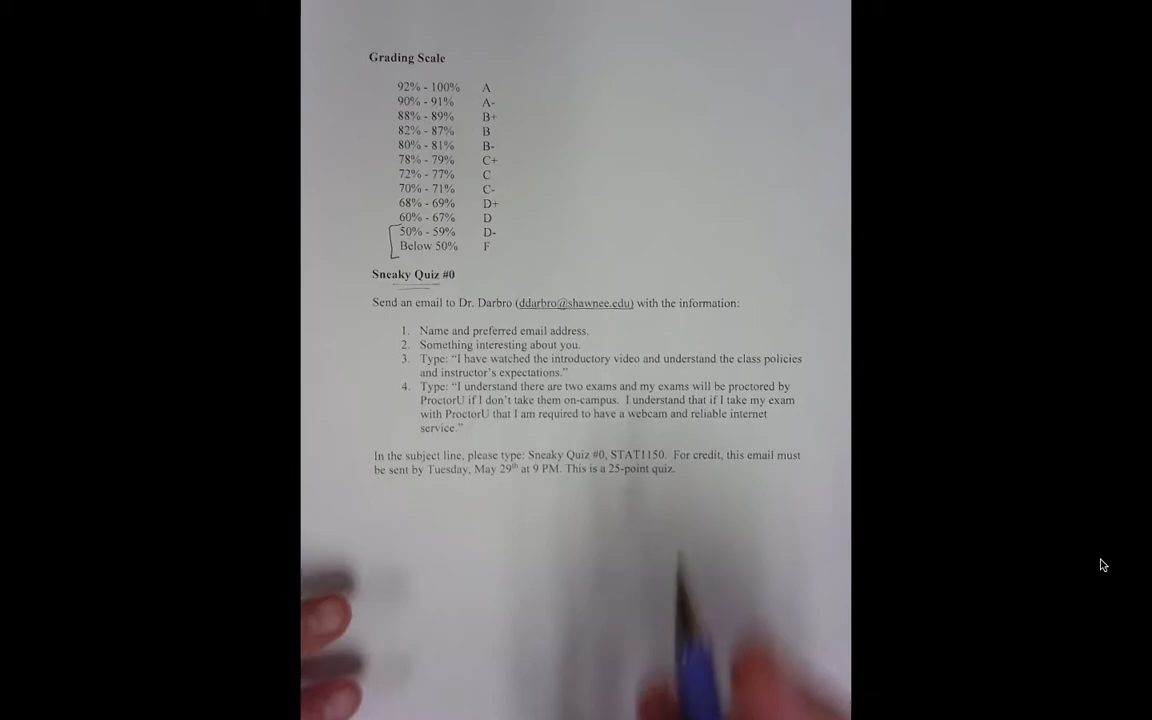 Grading Scale
92% - 100% A
90% - 91% A-
88% - 89% B+
82% - 87% B
80% - 81% B-
78% - 79% C+
72% - 77% C
70% - 71% C-
68% - 69% D+
60% - 67% D
50% - 59% D-
Below 50% F
Sneaky Quiz #0
Send an email to Dr. Darbro (ddarbro@shawnee.edu) with the information:
1. Name and preferred email address.
2. Something interesting about you.
3. Type: “I have watched the introductory video and understand the class policies
and instructor’s expectations.”
4. Type: “I understand there are two exams and my exams will be proctored by
ProctorU if I don’t take them on-campus. I understand that if I take my exam
with ProctorU that I am required to have a webcam and reliable internet
service.”
In the subject line, please type: Sneaky Quiz #0, STAT1150. For credit, this email must
be sent by Tuesday, May 29th at 9 PM. This is a 25-point quiz.